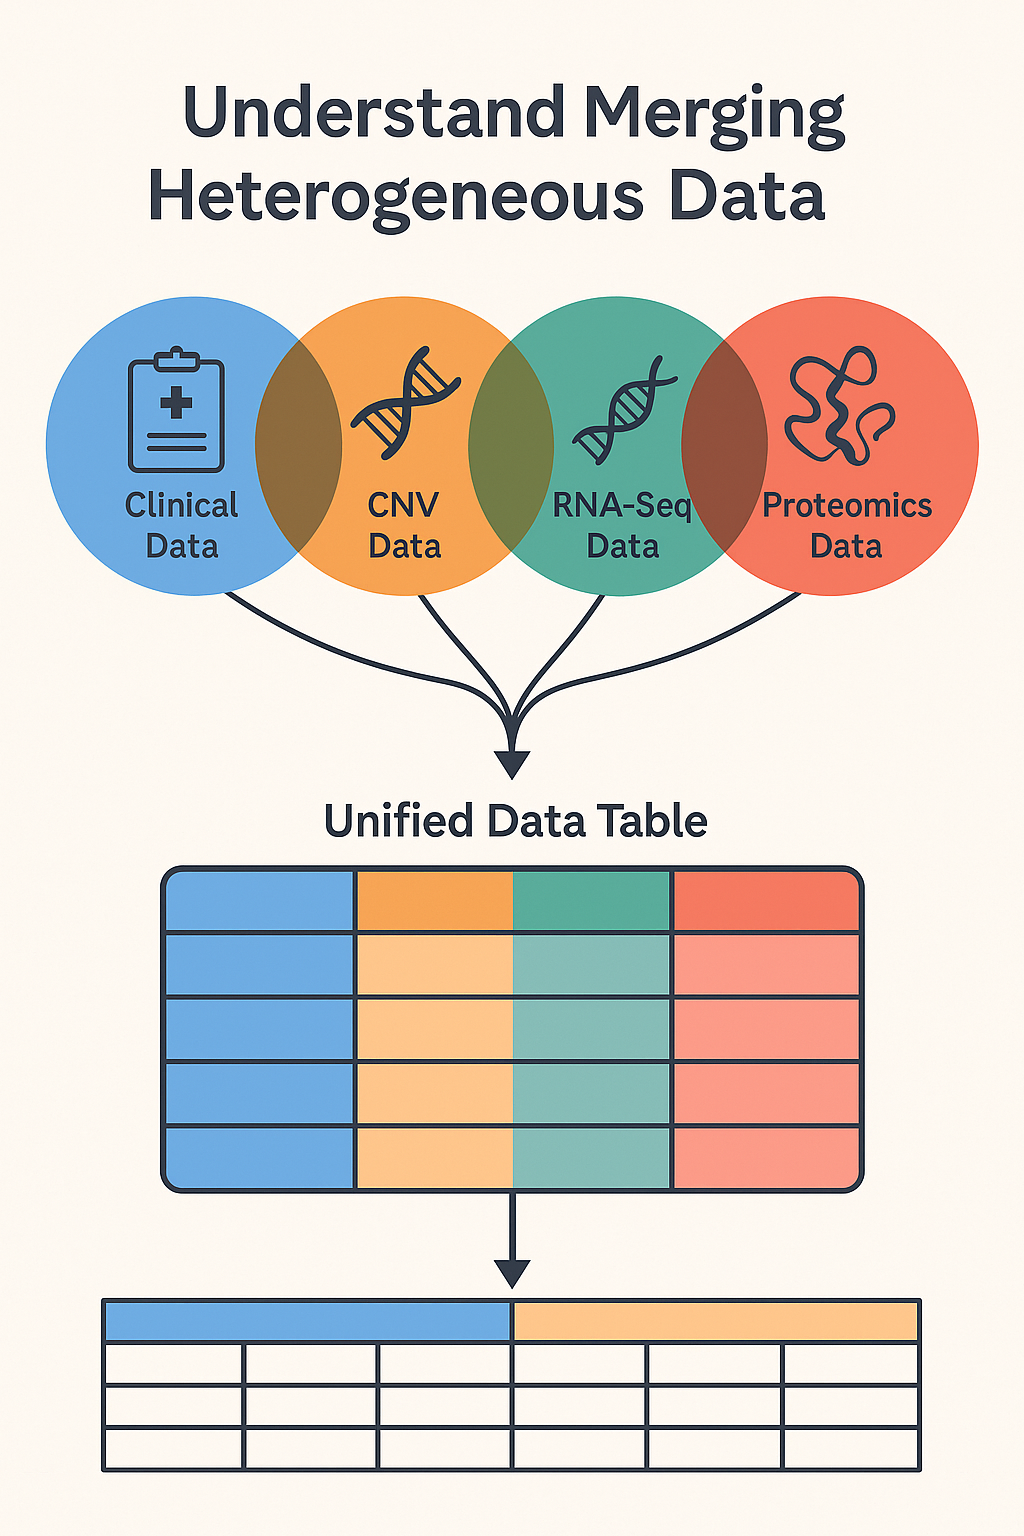 Understand Merging
Heterogeneous Data
Clinical
Data
CNV
Data
RNA-Seq
Data
Proteomics
Data
Unified Data Table